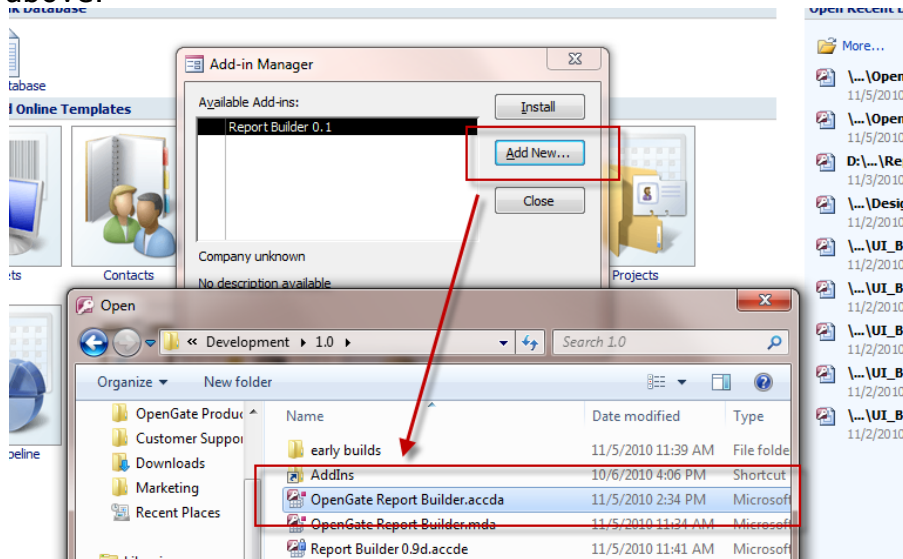 above.
Database
Open Recent
tabase
Online Templates
Contacts
Projects
peline
More...
\...\Open
11/5/2010
\...\Open
11/5/2010
D:\...\Re
11/3/2010
\...\Desig
11/2/2010
\...\UI_B
11/2/2010
\...\UI_B
11/2/2010
\...\UI_B
11/2/2010
\...\UI_B
11/2/2010
\...\UI_B
11/2/2010
Add-in Manager
Available Add-ins:
Report Builder 0.1
Install
Add New...
Close
Company unknown
No description available
Open
« Development 1.0
Search 1.0
Organize New folder
OpenGate Produc
Customer Suppor
Downloads
Marketing
Recent Places
Name Date modified Type
early builds 11/5/2010 11:39 AM File folde
AddIns 10/6/2010 4:06 PM Shortcut
OpenGate Report Builder.accda 11/5/2010 2:34 PM Microsoft
OpenGate Report Builder.mda 11/5/2010 11:34 AM Microsoft
Report Builder 0.9d.accde 11/5/2010 11:41 AM Microsoft